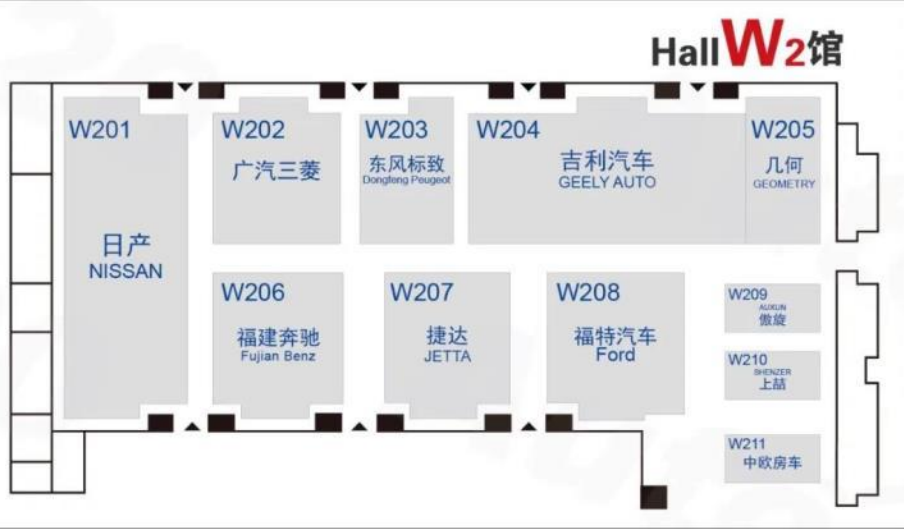 Hall W2馆
W201
日产
NISSAN
W202
广汽三菱
W203
东风标致
Dongfeng Peugeot
W204
吉利汽车
GEELY AUTO
W205
几何
GEOMETRY
W206
福建奔驰
Fujian Benz
W207
捷达
JETTA
W208
福特汽车
Ford
W209
AUXUN
傲旋
W210
SHENZER
上喆
W211
中欧房车